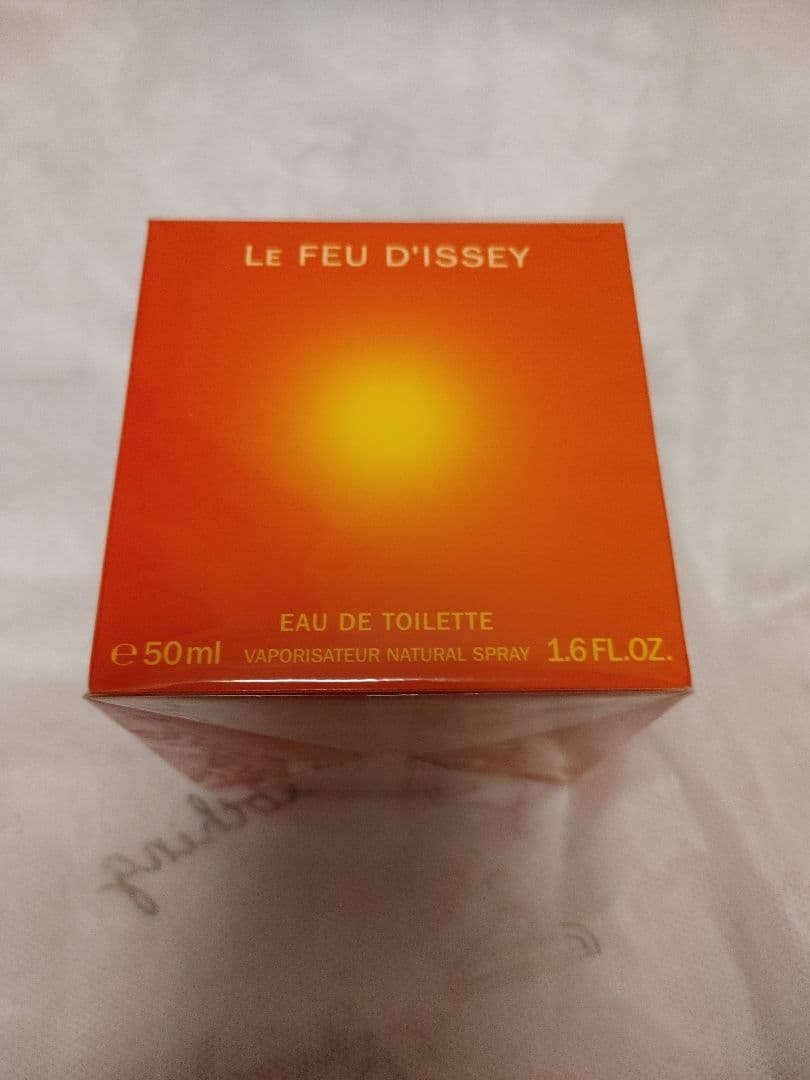 LE FEU D'ISSEY
EAU DE TOILETTE
e 50ml VAPORISATEUR NATURAL SPRAY 1.6 FL.OZ.